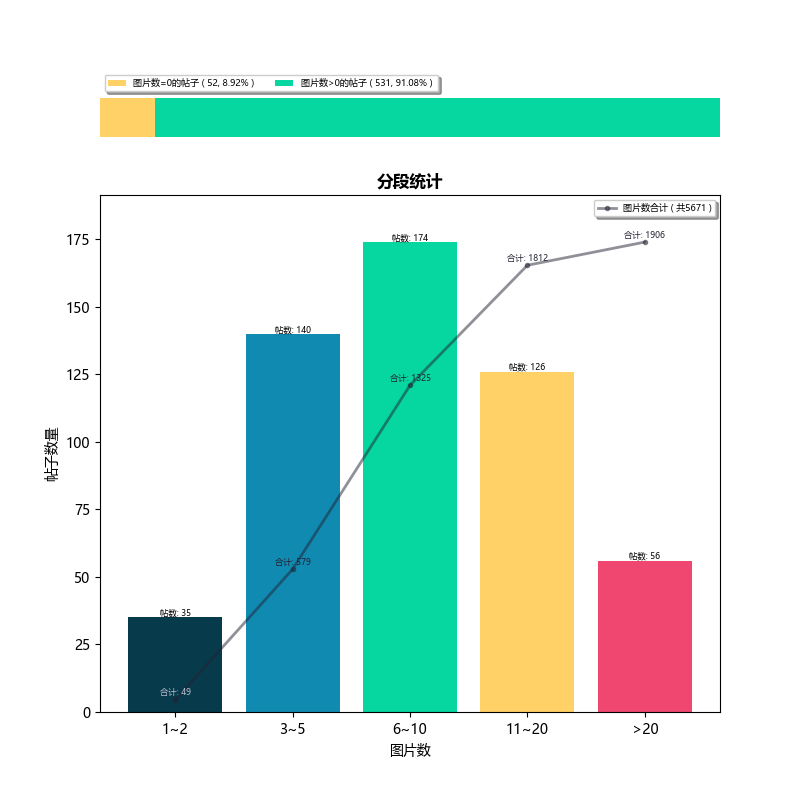 图片数=0的帖子 ( 52, 8.92% )
图片数>0的帖子 ( 531, 91.08% )
分段统计
图片数合计 ( 共5671 )
175
150
125
100
75
50
25
0
帖子数量
帖数: 35
帖数: 140
帖数: 174
帖数: 126
帖数: 56
合计: 49
合计: 579
合计: 1325
合计: 1812
合计: 1906
1~2
3~5
6~10
11~20
>20
图片数